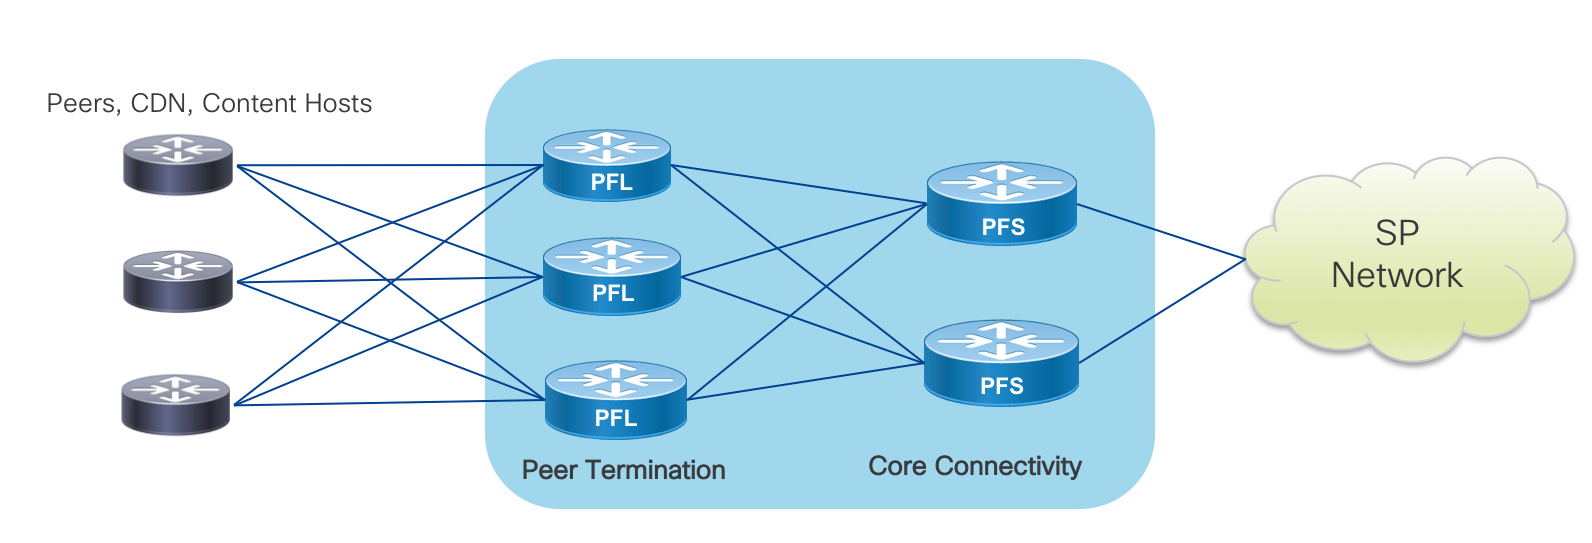 Peers, CDN, Content Hosts
PFL
PFL
PFL
Peer Termination
PFS
PFS
Core Connectivity
SP
Network